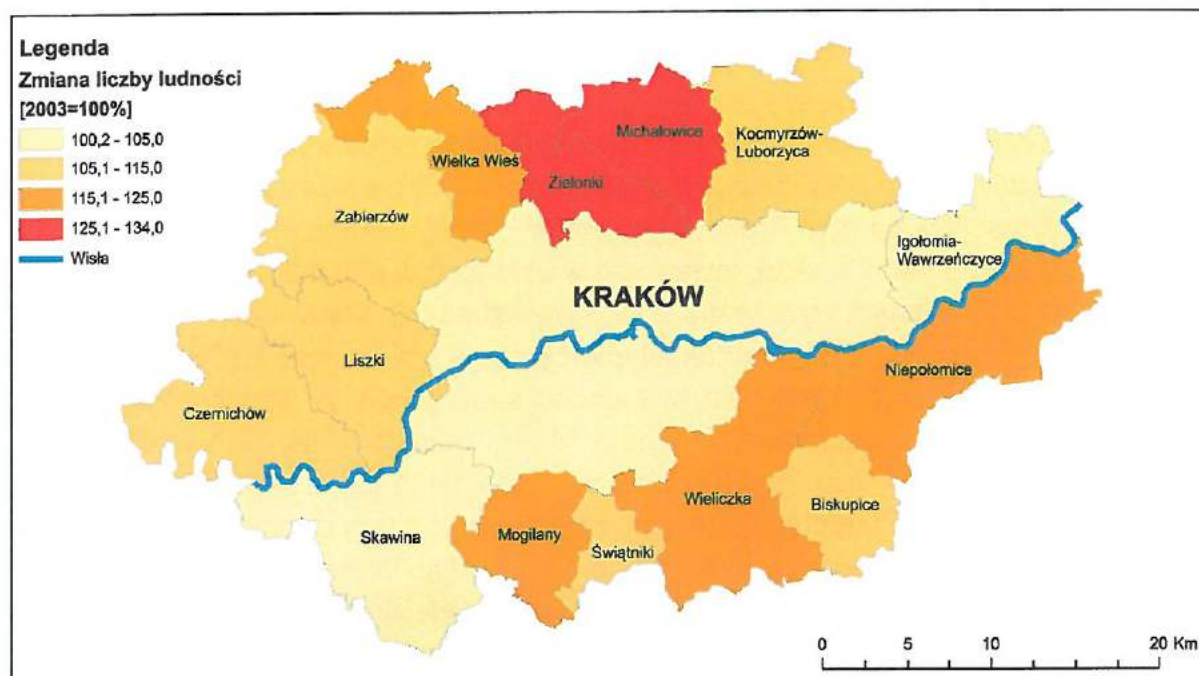 Legenda
Zmiana liczby ludności
[2003=100%]
100,2 - 105,0
105,1 - 115,0
115,1 - 125,0
125,1 - 134,0
Wisła
Michałowice
Kocmyrzów-
Luborzyca
Wielka Wieś
Zielonki
Zabierzów
Igołomia-
Wawrzeńczyce
KRAKÓW
Liszki
Niepołomice
Czernichów
Wieliczka
Biskupice
Skawina
Mogilany
Świątniki
0 5 10 20 Km